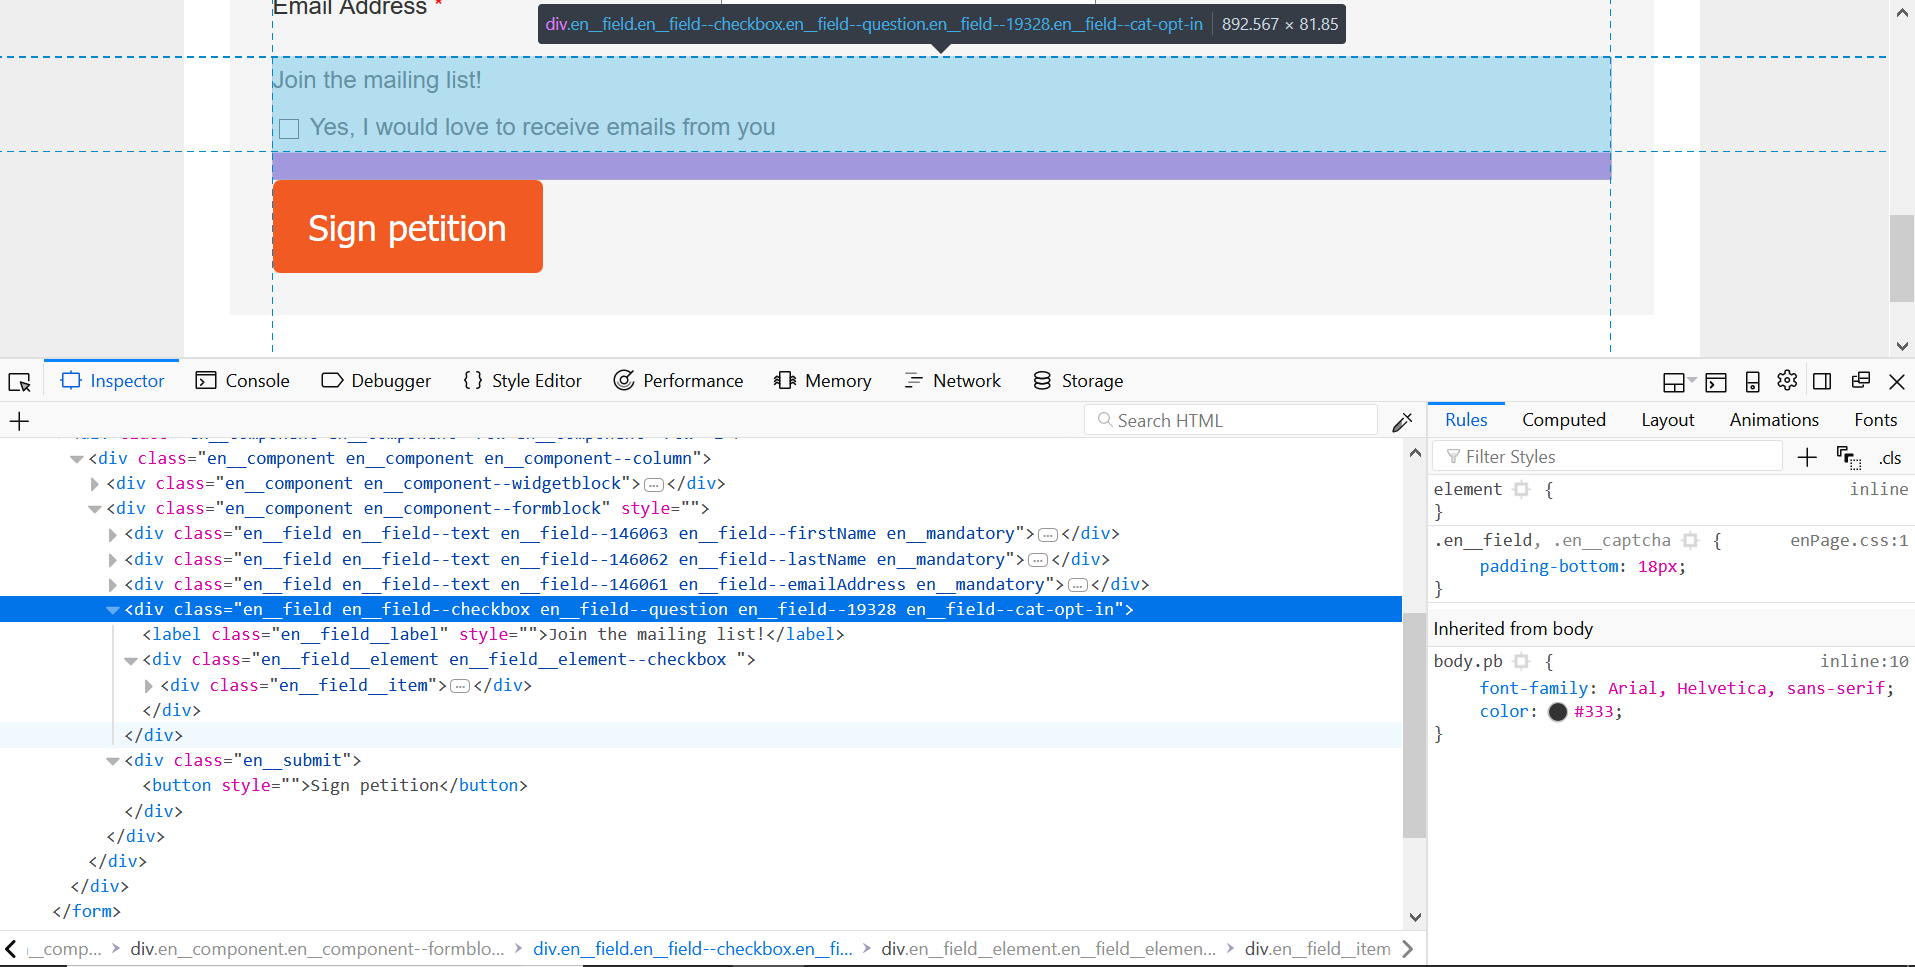 Email Address *
div.en__field.en__field--checkbox.en__field--question.en__field--19328.en__field--cat-opt-in 892.567 × 81.85
Join the mailing list!
Yes, I would love to receive emails from you
Sign petition
Inspector Console Debugger {} Style Editor Performance Memory Network Storage
Search HTML
<div class="en__component en__component en__component--column">
<div class="en__component en__component--widgetblock">…</div>
<div class="en__component en__component--formblock" style="">
<div class="en__field en__field--text en__field--146063 en__field--firstName en__mandatory">…</div>
<div class="en__field en__field--text en__field--146062 en__field--lastName en__mandatory">…</div>
<div class="en__field en__field--text en__field--146061 en__field--emailAddress en__mandatory">…</div>
<div class="en__field en__field--checkbox en__field--question en__field--19328 en__field--cat-opt-in">
<label class="en__field__label" style="">Join the mailing list!</label>
<div class="en__field__element en__field__element--checkbox ">
<div class="en__field__item">…</div>
</div>
</div>
<div class="en__submit">
<button style="">Sign petition</button>
</div>
</div>
</div>
</div>
</form>
__comp... div.en__component.en__component--formblo... div.en__field.en__field--checkbox.en__fi... div.en__field__element.en__field__elemen... div.en__field__item
Rules Computed Layout Animations Fonts
Filter Styles + .cls
element { inline
}
.en__field, .en__captcha { enPage.css:1
padding-bottom: 18px;
}
Inherited from body
body.pb { inline:10
font-family: Arial, Helvetica, sans-serif;
color: #333;
}